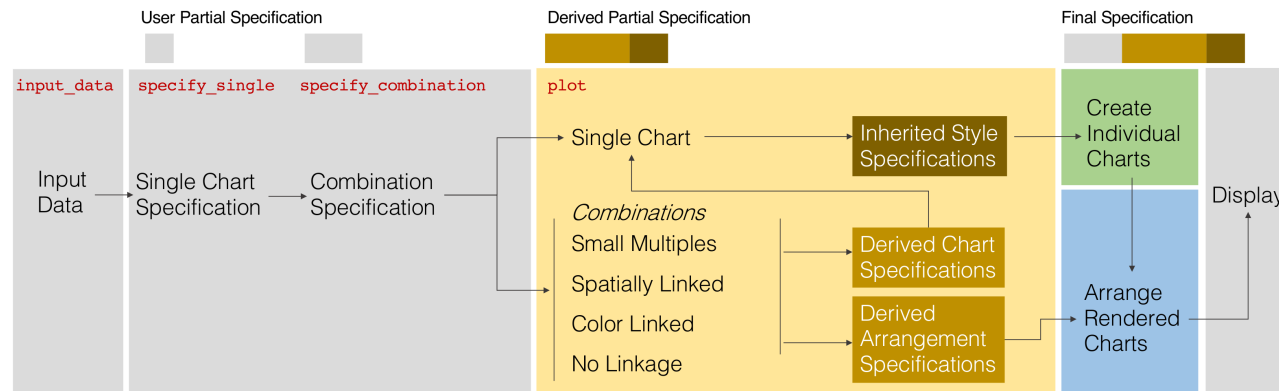 User Partial Specification
Derived Partial Specification
Final Specification
input_data
specify_single
specify_combination
plot
Input
Data
Single Chart
Specification
Combination
Specification
Single Chart
Combinations
Small Multiples
Spatially Linked
Color Linked
No Linkage
Inherited Style
Specifications
Derived Chart
Specifications
Derived
Arrangement
Specifications
Create
Individual
Charts
Arrange
Rendered
Charts
Display